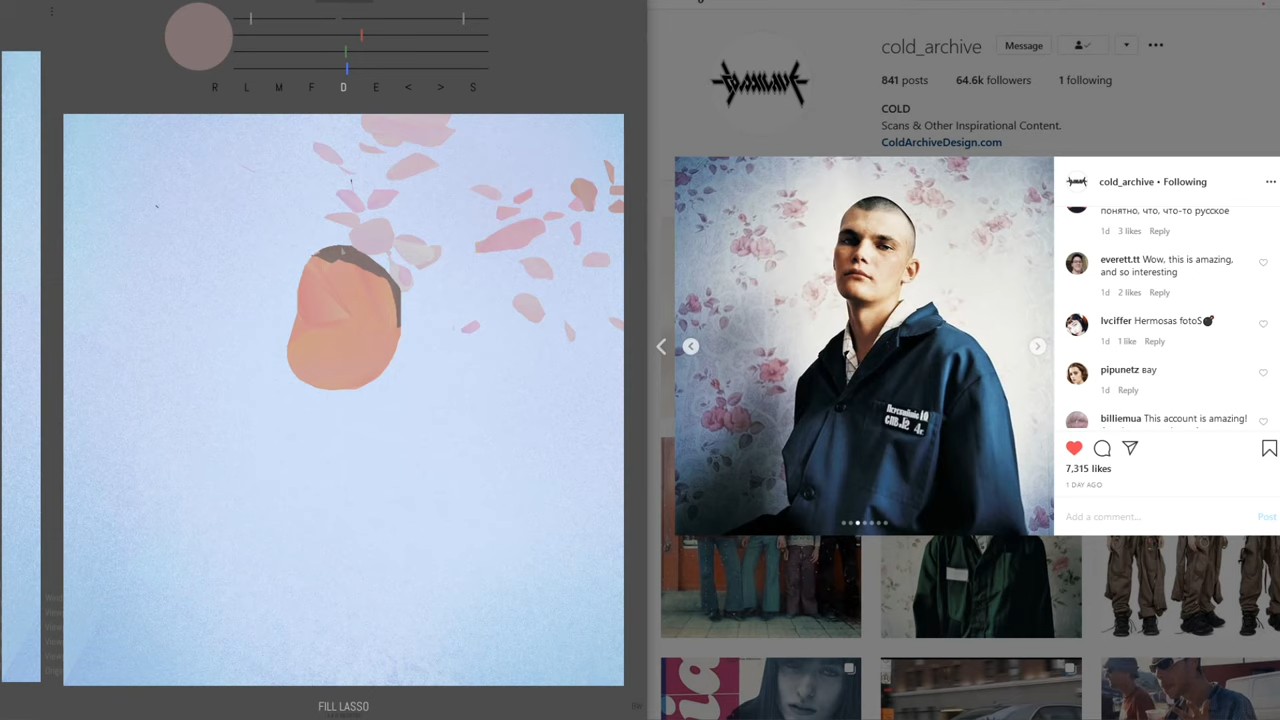 R L M F D E < > S
FILL LASSO
cold_archive
Message
841 posts 64.6k followers 1 following
COLD
Scans & Other Inspirational Content.
ColdArchiveDesign.com
cold_archive • Following
понятно, что, что-то русское
1d 3 likes Reply
everett.tt Wow, this is amazing,
and so interesting
1d 2 likes Reply
lvciffer Hermosas fotoS
1d 1 like Reply
pipunetz вау
1d Reply
billiemua This account is amazing!
7,315 likes
1 DAY AGO
Add a comment... Post